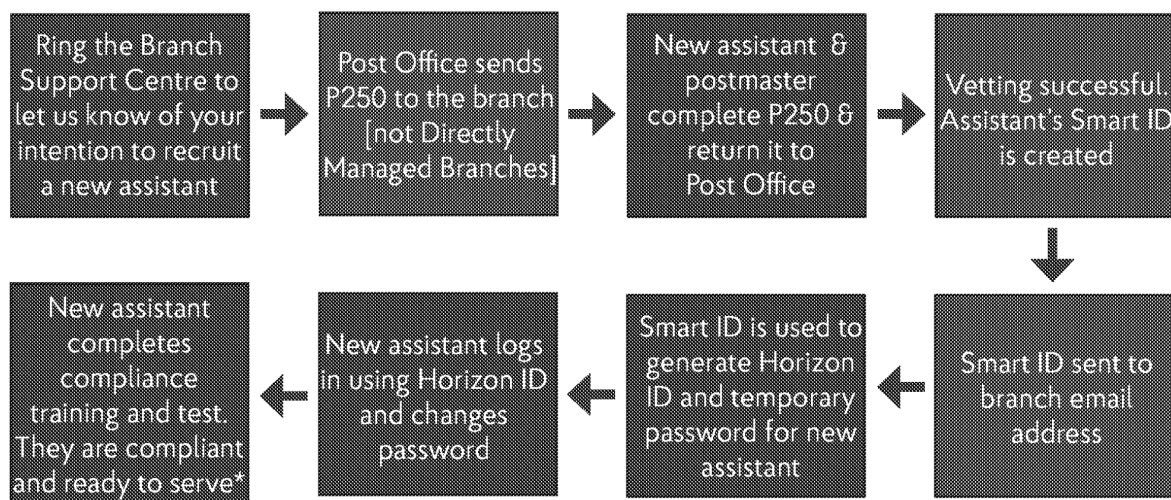 Ring the Branch
Support Centre to
let us know of your
intention to recruit
a new assistant
Post Office sends
P250 to the branch
[not Directly
Managed Branches]
New assistant &
postmaster
complete P250 &
return it to
Post Office
Vetting successful.
Assistant's Smart ID
is created
Smart ID sent to
branch email
address
Smart ID is used to
generate Horizon
ID and temporary
password for new
assistant
New assistant logs
in using Horizon ID
and changes
password
New assistant
completes
compliance
training and test.
They are compliant
and ready to serve*